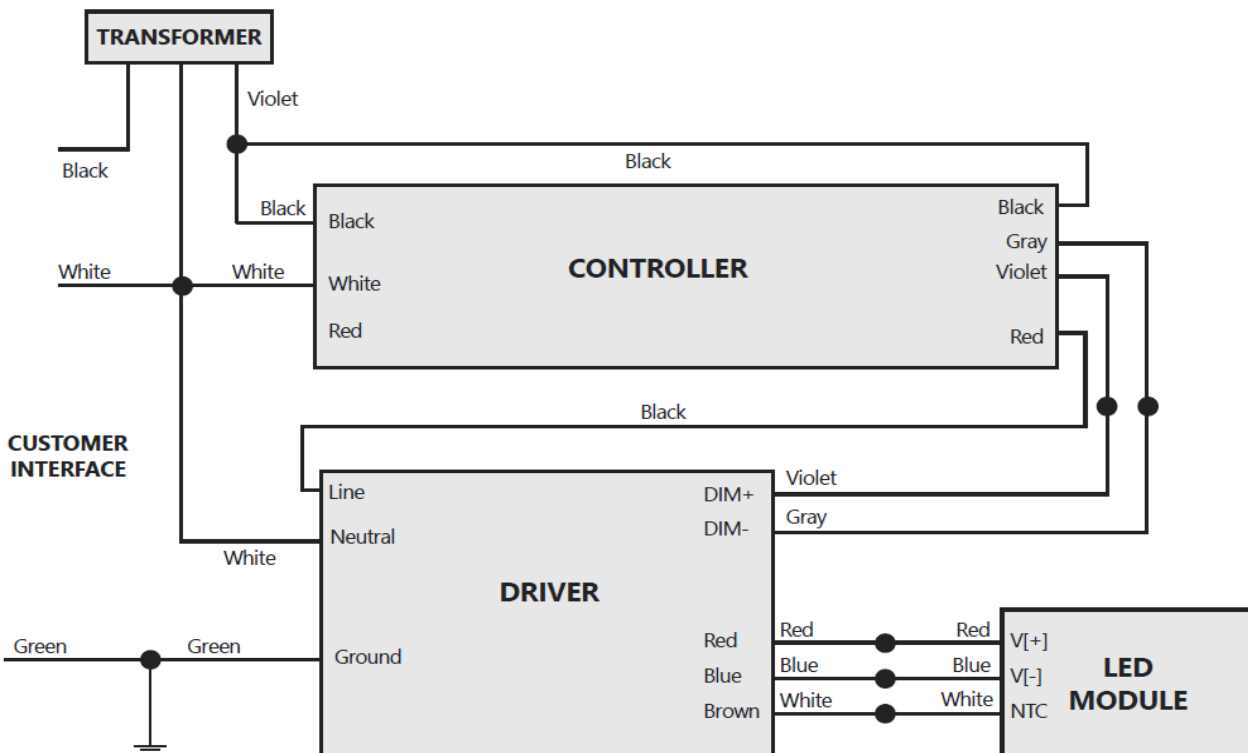 TRANSFORMER
Violet
Black
Black
Black
Black
Black
Gray
White
White
White
CONTROLLER
Violet
Red
Red
Black
CUSTOMER
INTERFACE
Line
DIM+
Violet
Neutral
DIM-
Gray
White
DRIVER
Green
Green
Ground
Red
Red
Red
V[+]
Blue
Blue
Blue
V[-]
Brown
White
White
NTC
LED
MODULE